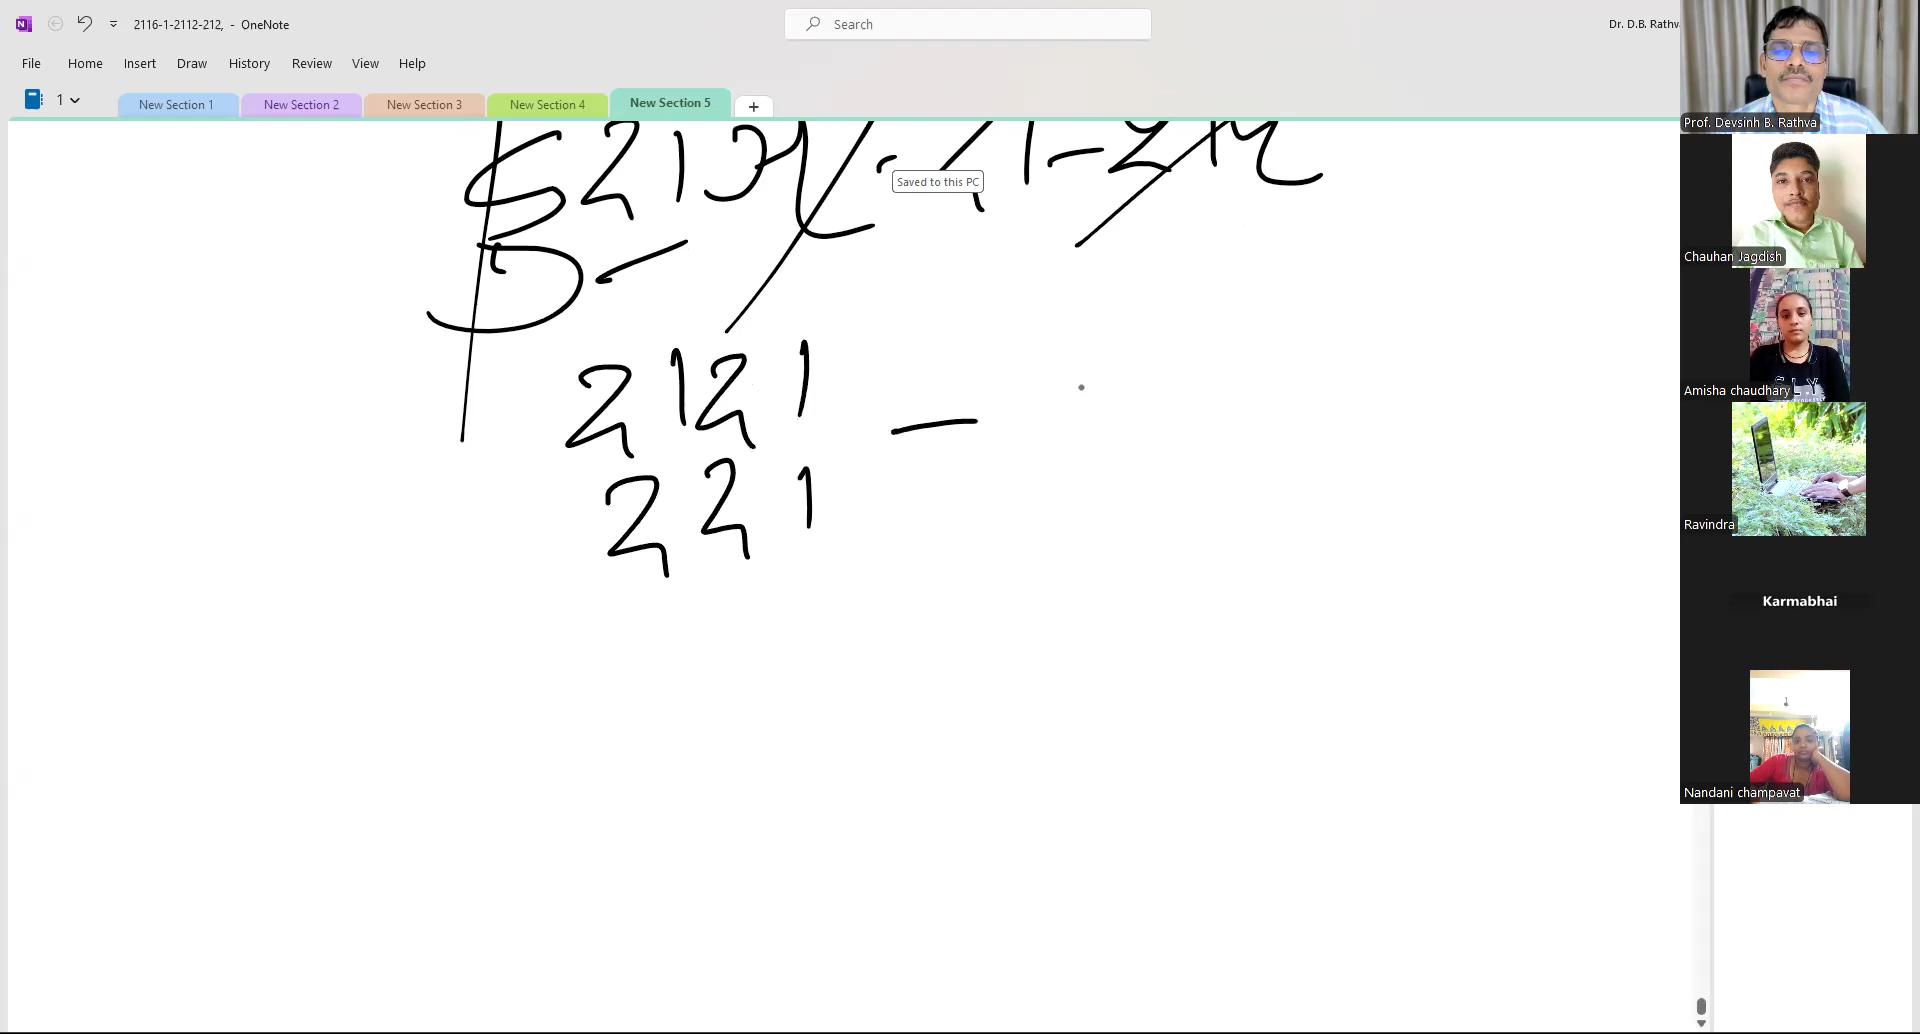 2116-1-2112-212, - OneNote
Search
Dr. D.B. Rathv
File Home Insert Draw History Review View Help
1 New Section 1 New Section 2 New Section 3 New Section 4 New Section 5 +
Saved to this PC
રારા —
રરા
Prof. Devsinh B. Rathva
Chauhan Jagdish
Amisha chaudhary
Ravindra
Karmabhai
Nandani champavat